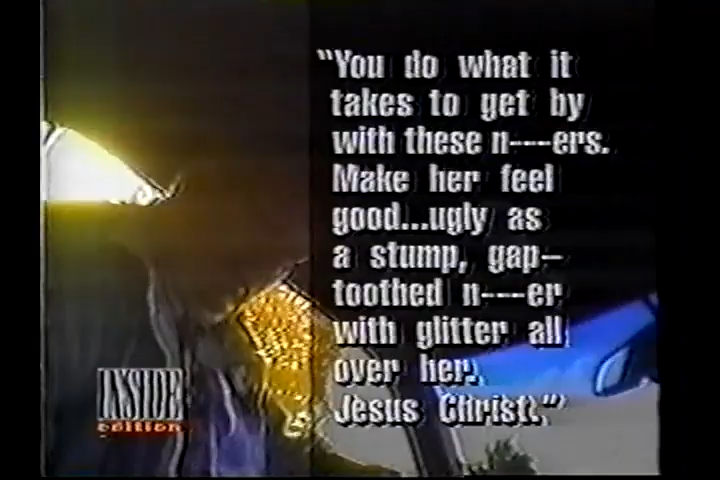 "You do what it
takes to get by
with these n---ers.
Make her feel
good...ugly as
a stump, gap-
toothed n---er
with glitter all
over her.
Jesus Christ."
INSIDE
edition